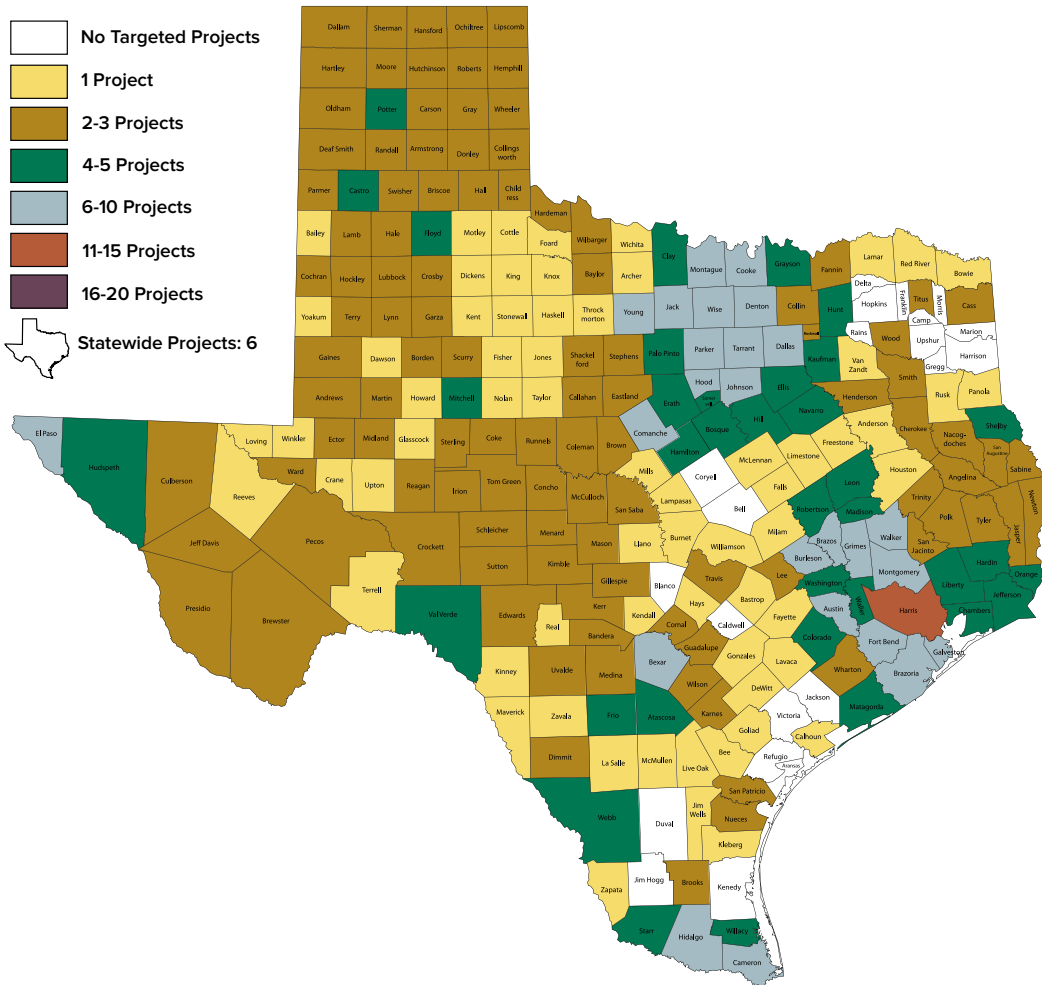 No Targeted Projects
1 Project
2-3 Projects
4-5 Projects
6-10 Projects
11-15 Projects
16-20 Projects
Statewide Projects: 6
Dallam
Sherman
Hansford
Ochiltree
Lipscomb
Hartley
Moore
Hutchinson
Roberts
Hemphill
Oldham
Potter
Carson
Gray
Wheeler
Deaf Smith
Randall
Armstrong
Donley
Collings
worth
Parmer
Castro
Swisher
Briscoe
Hall
Child
ress
Hardeman
Bailey
Lamb
Hale
Floyd
Motley
Cottle
Foard
Wilbarger
Wichita
Clay
Montague
Cooke
Grayson
Fannin
Lamar
Red River
Bowie
Cochran
Hockley
Lubbock
Crosby
Dickens
King
Knox
Baylor
Archer
Delta
Hopkins
Franklin
Titus
Morris
Cass
Yoakum
Terry
Lynn
Garza
Kent
Stonewall
Haskell
Throck
morton
Young
Jack
Wise
Denton
Collin
Hunt
Rains
Camp
Upshur
Marion
Harrison
Wood
Gregg
Gaines
Dawson
Borden
Scurry
Fisher
Jones
Shackel
ford
Stephens
Palo Pinto
Parker
Tarrant
Dallas
Kaufman
Van
Zandt
Smith
Andrews
Martin
Howard
Mitchell
Nolan
Taylor
Callahan
Eastland
Erath
Hood
Johnson
Ellis
Henderson
Rusk
Panola
El Paso
Hudspeth
Culberson
Loving
Winkler
Ector
Midland
Glasscock
Sterling
Coke
Runnels
Coleman
Brown
Comanche
Hamilton
Bosque
Hill
Navarro
Anderson
Cherokee
Nacog-
doches
Shelby
San
Augustine
Sabine
Reeves
Ward
Crane
Upton
Reagan
Irion
Tom Green
Concho
McCulloch
San Saba
Mills
Lampasas
Coryell
McLennan
Limestone
Freestone
Falls
Bell
Leon
Houston
Angelina
Trinity
Polk
Tyler
Jasper
Newton
Jeff Davis
Pecos
Crockett
Schleicher
Menard
Mason
Llano
Burnet
Williamson
Milam
Robertson
Madison
Brazos
Grimes
Walker
San
Jacinto
Presidio
Brewster
Terrell
Val Verde
Sutton
Kimble
Gillespie
Blanco
Travis
Lee
Burleson
Washington
Montgomery
Liberty
Hardin
Orange
Jefferson
Chambers
Edwards
Real
Kerr
Bandera
Kendall
Hays
Comal
Caldwell
Bastrop
Fayette
Austin
Waller
Harris
Colorado
Fort Bend
Galveston
Brazoria
Kinney
Uvalde
Medina
Bexar
Guadalupe
Gonzales
Lavaca
Wharton
Matagorda
Maverick
Zavala
Frio
Atascosa
Wilson
Karnes
DeWitt
Jackson
Victoria
Goliad
Calhoun
Dimmit
La Salle
McMullen
Live Oak
Bee
Refugio
Aransas
San Patricio
Webb
Duval
Jim
Wells
Nueces
Kleberg
Zapata
Jim Hogg
Brooks
Kenedy
Starr
Hidalgo
Willacy
Cameron